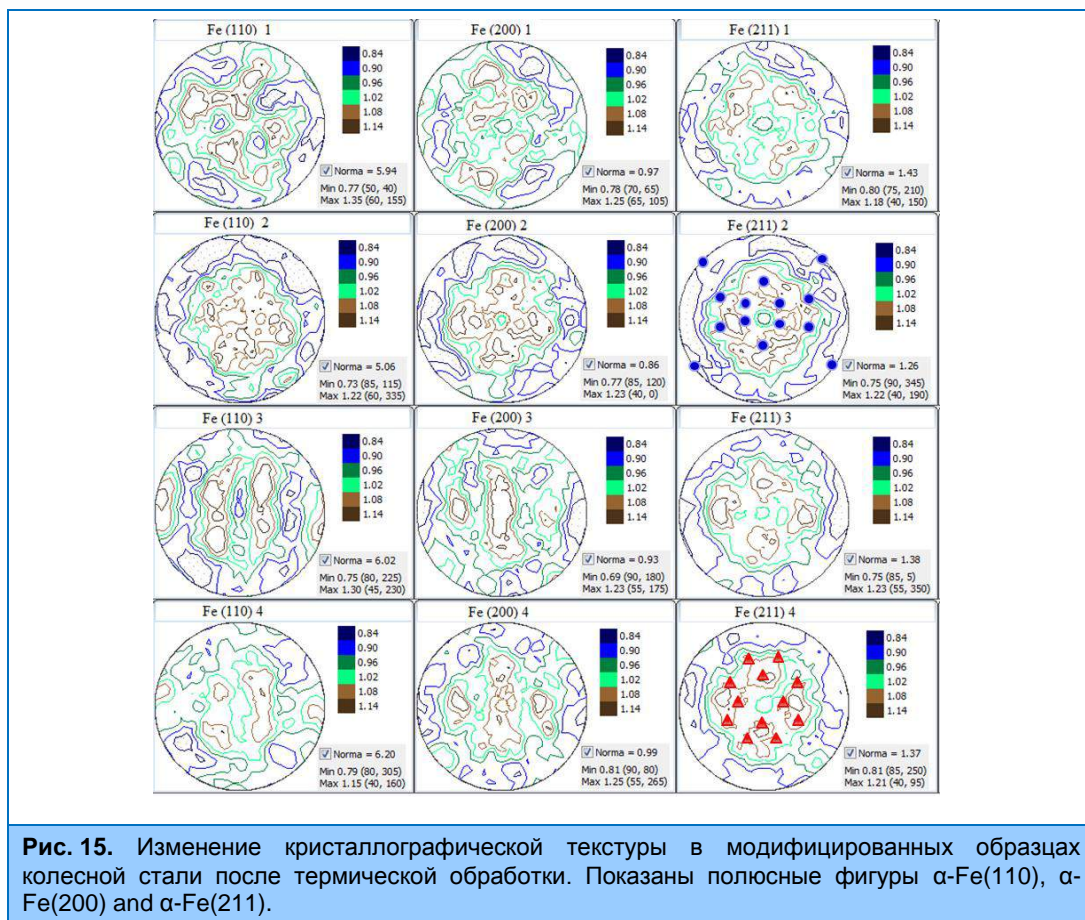 Fe (110) 1
0.84
0.90
0.96
1.02
1.08
1.14
Norma = 5.94
Min 0.77 (50, 40)
Max 1.35 (60, 155)
Fe (200) 1
0.84
0.90
0.96
1.02
1.08
1.14
Norma = 0.97
Min 0.78 (70, 65)
Max 1.25 (65, 105)
Fe (211) 1
0.84
0.90
0.96
1.02
1.08
1.14
Norma = 1.43
Min 0.80 (75, 210)
Max 1.18 (40, 150)
Fe (110) 2
0.84
0.90
0.96
1.02
1.08
1.14
Norma = 5.06
Min 0.73 (85, 115)
Max 1.22 (60, 335)
Fe (200) 2
0.84
0.90
0.96
1.02
1.08
1.14
Norma = 0.86
Min 0.77 (85, 120)
Max 1.23 (40, 0)
Fe (211) 2
0.84
0.90
0.96
1.02
1.08
1.14
Norma = 1.26
Min 0.75 (90, 345)
Max 1.22 (40, 190)
Fe (110) 3
0.84
0.90
0.96
1.02
1.08
1.14
Norma = 6.02
Min 0.75 (80, 225)
Max 1.30 (45, 230)
Fe (200) 3
0.84
0.90
0.96
1.02
1.08
1.14
Norma = 0.93
Min 0.69 (90, 180)
Max 1.23 (55, 175)
Fe (211) 3
0.84
0.90
0.96
1.02
1.08
1.14
Norma = 1.38
Min 0.75 (85, 5)
Max 1.23 (55, 350)
Fe (110) 4
0.84
0.90
0.96
1.02
1.08
1.14
Norma = 6.20
Min 0.79 (80, 305)
Max 1.15 (40, 160)
Fe (200) 4
0.84
0.90
0.96
1.02
1.08
1.14
Norma = 0.99
Min 0.81 (90, 80)
Max 1.25 (55, 265)
Fe (211) 4
0.84
0.90
0.96
1.02
1.08
1.14
Norma = 1.37
Min 0.81 (85, 250)
Max 1.21 (40, 95)
Рис. 15. Изменение кристаллографической текстуры в модифицированных образцах
колесной стали после термической обработки. Показаны полюсные фигуры α-Fe(110), α-
Fe(200) and α-Fe(211).